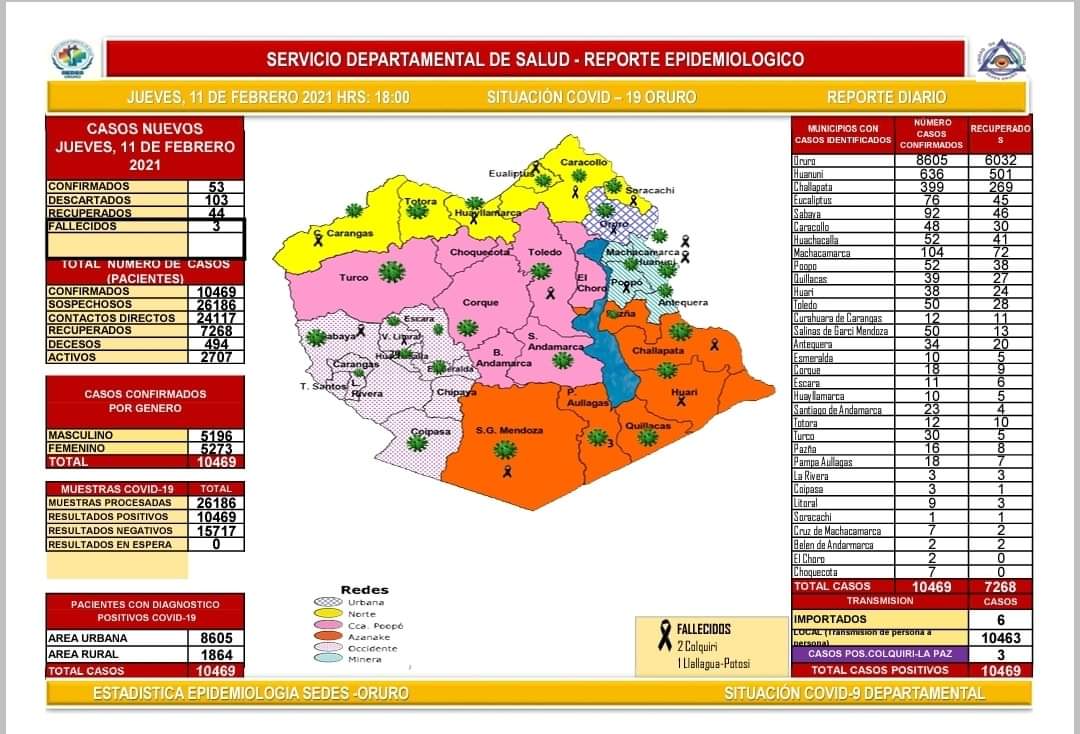 SERVICIO DEPARTAMENTAL DE SALUD - REPORTE EPIDEMIOLOGICO
JUEVES, 11 DE FEBRERO 2021 HRS: 18:00 SITUACIÓN COVID – 19 ORURO REPORTE DIARIO
CASOS NUEVOS
JUEVES, 11 DE FEBRERO
2021
CONFIRMADOS 53
DESCARTADOS 103
RECUPERADOS 44
FALLECIDOS 3
TOTAL NÚMERO DE CASOS
(PACIENTES)
CONFIRMADOS 10469
SOSPECHOSOS 26186
CONTACTOS DIRECTOS 24117
RECUPERADOS 7268
DECESOS 494
ACTIVOS 2707
CASOS CONFIRMADOS
POR GENERO
MASCULINO 5196
FEMENINO 5273
TOTAL 10469
MUESTRAS COVID-19 TOTAL
MUESTRAS PROCESADAS 26186
RESULTADOS POSITIVOS 10469
RESULTADOS NEGATIVOS 15717
RESULTADOS EN ESPERA 0
PACIENTES CON DIAGNOSTICO
POSITIVOS COVID-19
AREA URBANA 8605
AREA RURAL 1864
TOTAL CASOS 10469
Caracollo
Eualiptus
Soracachi
Totora
Huayllamarca
Oruro
C. Carangas
Choquecota
Toledo
Machacamarca
Huanuni
Turco
El
Choro
Poopó
Antequera
Corque
Pazña
Escara
Sabaya
V. Litoral
S.
Andamarca
Challapata
Huachacalla
B.
Andamarca
Carangas
Esmeralda
T. Santos
L.
Rivera
Chipaya
P.
Aullagas
Huari
Coipasa
S.G. Mendoza
Quillacas
3
Redes
Urbana
Norte
Cca. Poopó
Azanake
Occidente
Minera
FALLECIDOS
2 Colquiri
1 Llallagua-Potosi
MUNICIPIOS CON
CASOS IDENTIFICADOS
NÚMERO
CASOS
CONFIRMADOS
RECUPERADO
S
Oruro 8605 6032
Huanuni 636 501
Challapata 399 269
Eucaliptus 76 45
Sabaya 92 46
Caracollo 48 30
Huachacalla 52 41
Machacamarca 104 72
Poopo 52 38
Quillacas 39 27
Huari 38 24
Toledo 50 28
Curahuara de Carangas 12 11
Salinas de Garci Mendoza 50 13
Antequera 34 20
Esmeralda 10 5
Corque 18 9
Escara 11 6
Huayllamarca 10 5
Santiago de Andamarca 23 4
Totora 12 10
Turco 30 5
Pazña 16 8
Pampa Aullagas 18 7
La Rivera 3 3
Coipasa 3 1
Litoral 9 3
Soracachi 1 1
Cruz de Machacamarca 7 2
Belen de Andarmarca 2 2
El Choro 2 0
Choquecota 7 0
TOTAL CASOS 10469 7268
TRANSMISION CASOS
IMPORTADOS 6
LOCAL (Transmision de persona a
persona) 10463
CASOS POS.COLQUIRI-LA PAZ 3
TOTAL CASOS POSITIVOS 10469
ESTADISTICA EPIDEMIOLOGIA SEDES -ORURO SITUACIÓN COVID-9 DEPARTAMENTAL